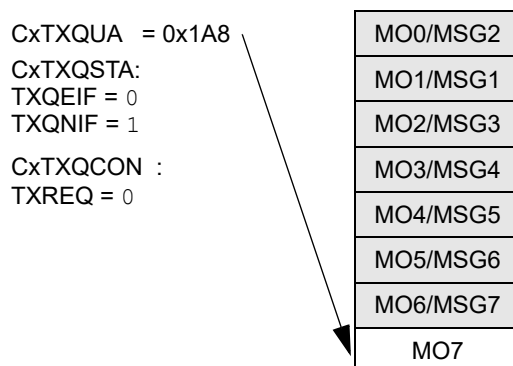 CxTXQUA = 0x1A8
CxTXQSTA:
TXQEIF = 0
TXQNIF = 1
CxTXQCON :
TXREQ = 0
MO0/MSG2
MO1/MSG1
MO2/MSG3
MO3/MSG4
MO4/MSG5
MO5/MSG6
MO6/MSG7
MO7